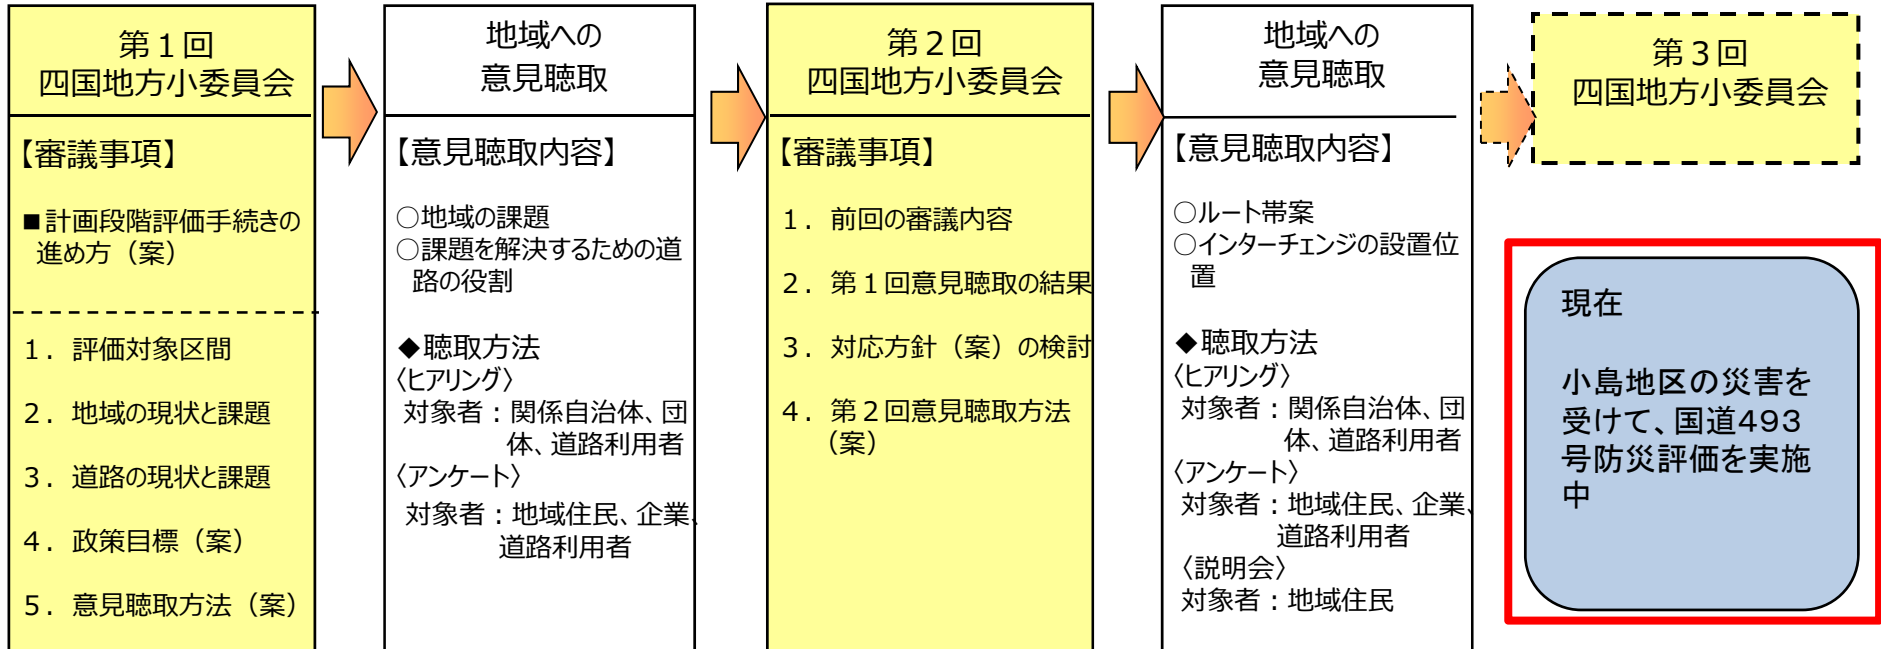 第１回
四国地方小委員会
【審議事項】
■計画段階評価手続きの
進め方（案）
１．評価対象区間
２．地域の現状と課題
３．道路の現状と課題
４．政策目標（案）
５．意見聴取方法（案）
地域への
意見聴取
【意見聴取内容】
○地域の課題
○課題を解決するための道
路の役割
◆聴取方法
〈ヒアリング〉
対象者：関係自治体、団
体、道路利用者
〈アンケート〉
対象者：地域住民、企業、
道路利用者
第２回
四国地方小委員会
【審議事項】
１．前回の審議内容
２．第１回意見聴取の結果
３．対応方針（案）の検討
４．第２回意見聴取方法
（案）
地域への
意見聴取
【意見聴取内容】
○ルート帯案
○インターチェンジの設置位
置
◆聴取方法
〈ヒアリング〉
対象者：関係自治体、団
体、道路利用者
〈アンケート〉
対象者：地域住民、企業、
道路利用者
〈説明会〉
対象者：地域住民
第３回
四国地方小委員会
現在
小島地区の災害を
受けて、国道493
号防災評価を実施
中